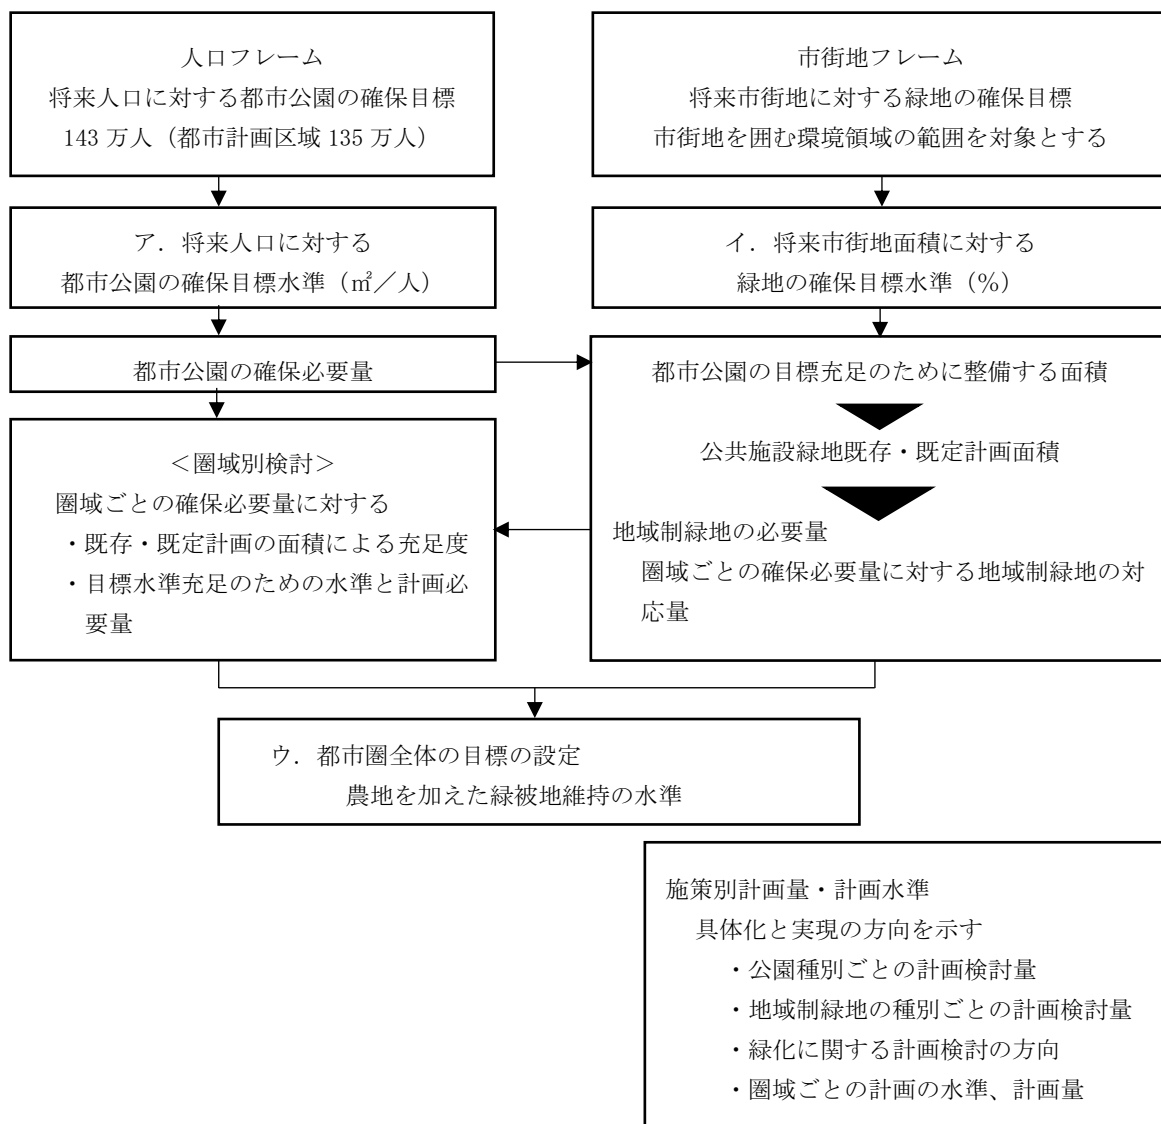 人口フレーム
将来人口に対する都市公園の確保目標
143 万人（都市計画区域 135 万人）
市街地フレーム
将来市街地に対する緑地の確保目標
市街地を囲む環境領域の範囲を対象とする
ア．将来人口に対する
都市公園の確保目標水準（㎡／人）
イ．将来市街地面積に対する
緑地の確保目標水準（％）
都市公園の確保必要量
都市公園の目標充足のために整備する面積
公共施設緑地既存・既定計画面積
地域制緑地の必要量
圏域ごとの確保必要量に対する地域制緑地の対
応量
＜圏域別検討＞
圏域ごとの確保必要量に対する
・既存・既定計画の面積による充足度
・目標水準充足のための水準と計画必
要量
ウ．都市圏全体の目標の設定
農地を加えた緑被地維持の水準
施策別計画量・計画水準
具体化と実現の方向を示す
・公園種別ごとの計画検討量
・地域制緑地の種別ごとの計画検討量
・緑化に関する計画検討の方向
・圏域ごとの計画の水準、計画量